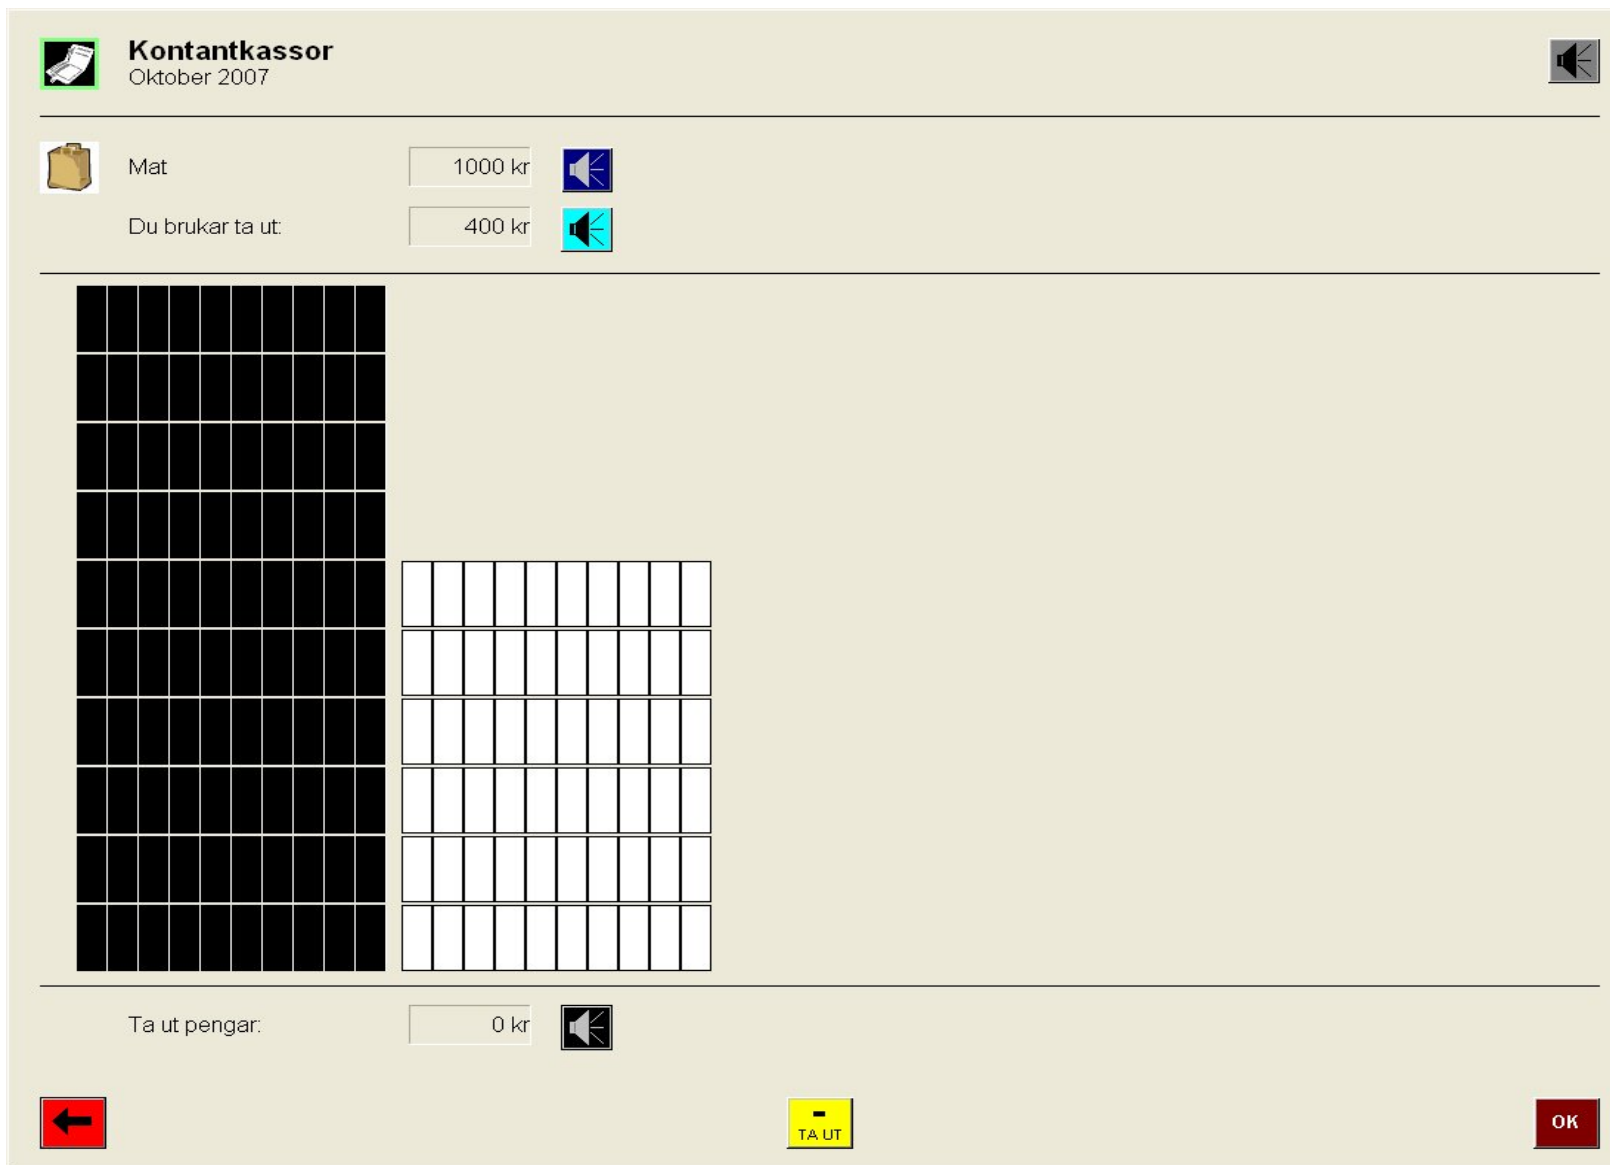 Kontantkassor
Oktober 2007
Mat 1000 kr
Du brukar ta ut: 400 kr
Ta ut pengar: 0 kr
- TA UT
OK